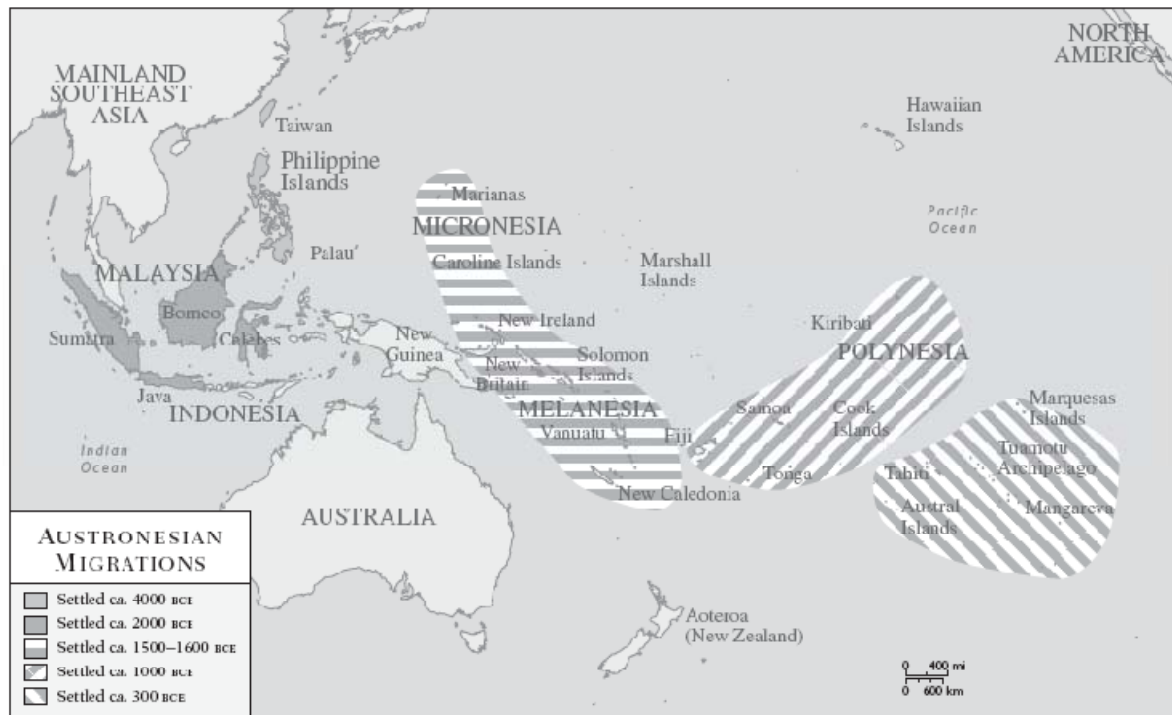 NORTH
AMERICA
MAINLAND
SOUTHEAST
ASIA
Taiwan
Hawaiian
Islands
Philippine
Islands
Marianas
Pacific
Ocean
MICRONESIA
Palau
MALAYSIA
Caroline Islands
Marshall
Islands
Borneo
Sumatra
Celebes
New
Guinea
New Ireland
Kiribati
New
Britain
Solomon
Islands
POLYNESIA
Java
INDONESIA
MELANESIA
Vanuatu
Fiji
Samoa
Cook
Islands
Marquesas
Islands
Indian
Ocean
Tonga
Tahiti
Tuamotu
Archipelago
New Caledonia
AUSTRALIA
Austral
Islands
Mangareva
Aoteroa
(New Zealand)
AUSTRONESIAN
MIGRATIONS
Settled ca. 4000 BCE
Settled ca. 2000 BCE
Settled ca. 1500–1600 BCE
Settled ca. 1000 BCE
Settled ca. 300 BCE
0 400 mi
0 600 km